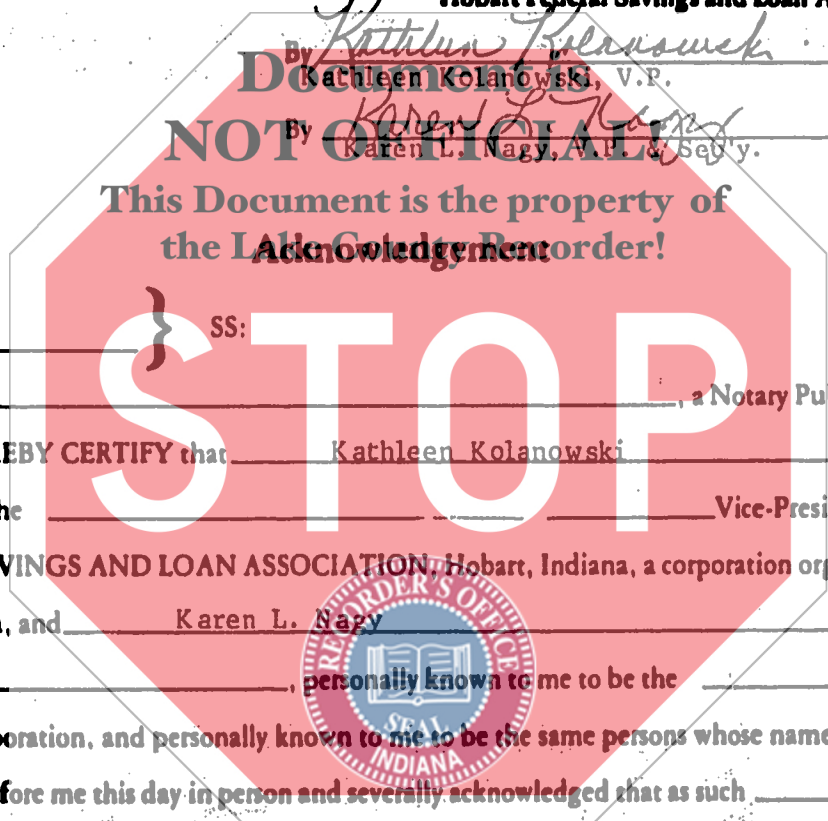 Hobart Federal Savings and Loan A
By Kathleen Kolanowski
Kathleen Kolanowski, V.P.
By Karen L. Nagy
Karen L. Nagy, V.P. & Sec'y.
Document is
NOT OFFICIAL!
This Document is the property of
the Lake County Recorder!
Acknowledgement
} SS:
STOP
, a Notary Pu
EBY CERTIFY that Kathleen Kolanowski
he Vice-Presi
VINGS AND LOAN ASSOCIATION, Hobart, Indiana, a corporation org
, and Karen L. Nagy
, personally known to me to be the
oration, and personally known to me to be the same persons whose name
fore me this day in person and severally acknowledged that as such
RECORDER'S OFFICE
SEAL
INDIANA